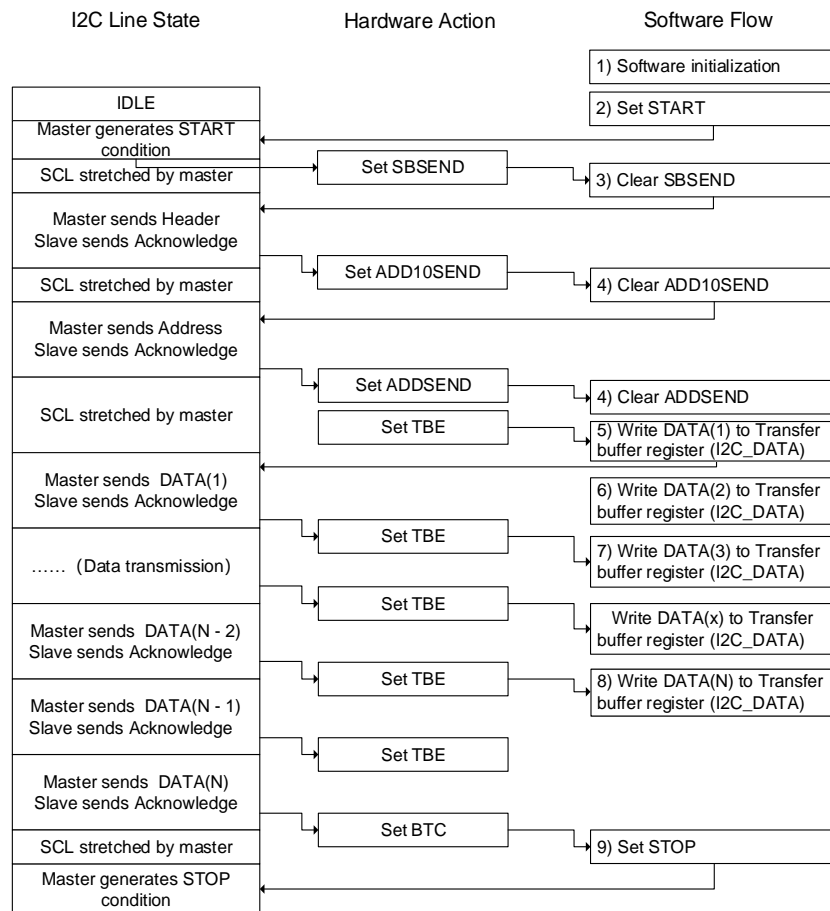 I2C Line State
Hardware Action
Software Flow
1) Software initialization
IDLE
2) Set START
Master generates START
condition
SCL stretched by master
Set SBSEND
3) Clear SBSEND
Master sends Header
Slave sends Acknowledge
SCL stretched by master
Set ADD10SEND
4) Clear ADD10SEND
Master sends Address
Slave sends Acknowledge
SCL stretched by master
Set ADDSEND
4) Clear ADDSEND
Set TBE
5) Write DATA(1) to Transfer
buffer register (I2C_DATA)
Master sends DATA(1)
Slave sends Acknowledge
6) Write DATA(2) to Transfer
buffer register (I2C_DATA)
Set TBE
7) Write DATA(3) to Transfer
buffer register (I2C_DATA)
…… (Data transmission)
Set TBE
Write DATA(x) to Transfer
buffer register (I2C_DATA)
Master sends DATA(N - 2)
Slave sends Acknowledge
Set TBE
8) Write DATA(N) to Transfer
buffer register (I2C_DATA)
Master sends DATA(N - 1)
Slave sends Acknowledge
Set TBE
Master sends DATA(N)
Slave sends Acknowledge
Set BTC
SCL stretched by master
9) Set STOP
Master generates STOP
condition